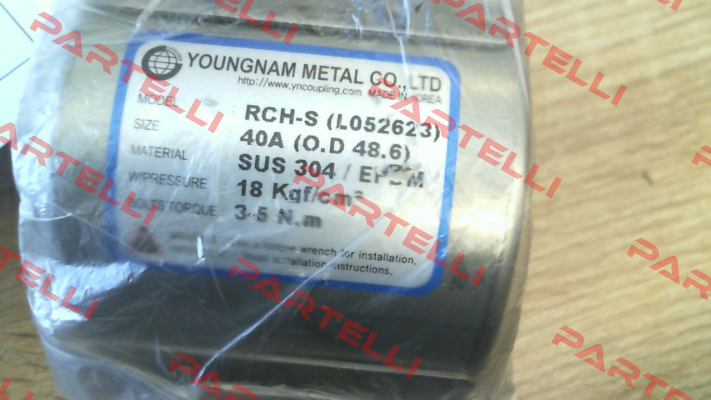 YOUNGNAM METAL CO., LTD
http://www.yncoupling.com MADE IN KOREA
MODEL RCH-S (L052623)
SIZE 40A (O.D 48.6)
MATERIAL SUS 304 / EPDM
W/PRESSURE 18 Kgf/cm²
BOLTS TORQUE 3~5 N.m
wrench for installation.
installation instructions.
PARTELLI
PARTELLI
PARTELLI
PARTELLI
PARTELLI
PARTELLI
PARTELLI
PARTELLI
PARTELLI